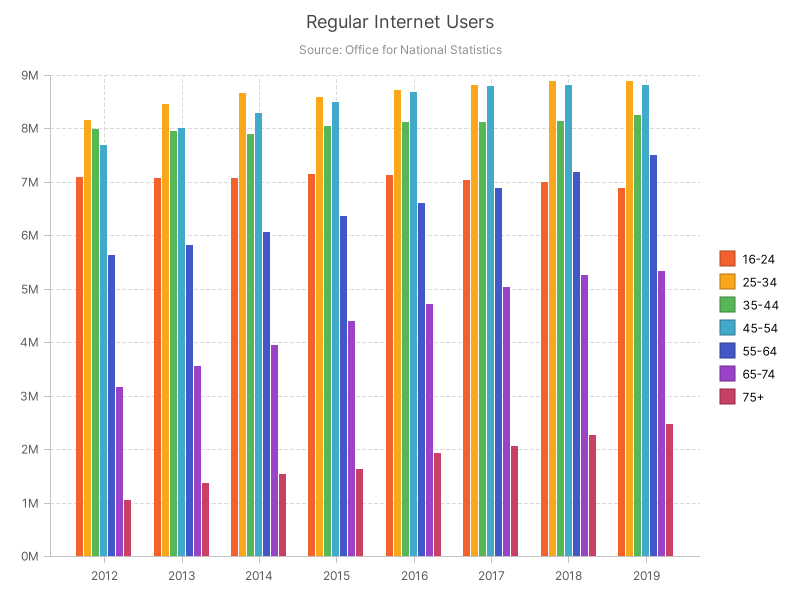 Regular Internet Users
Source: Office for National Statistics
9M
8M
7M
6M
5M
4M
3M
2M
1M
0M
2012 2013 2014 2015 2016 2017 2018 2019
16-24
25-34
35-44
45-54
55-64
65-74
75+